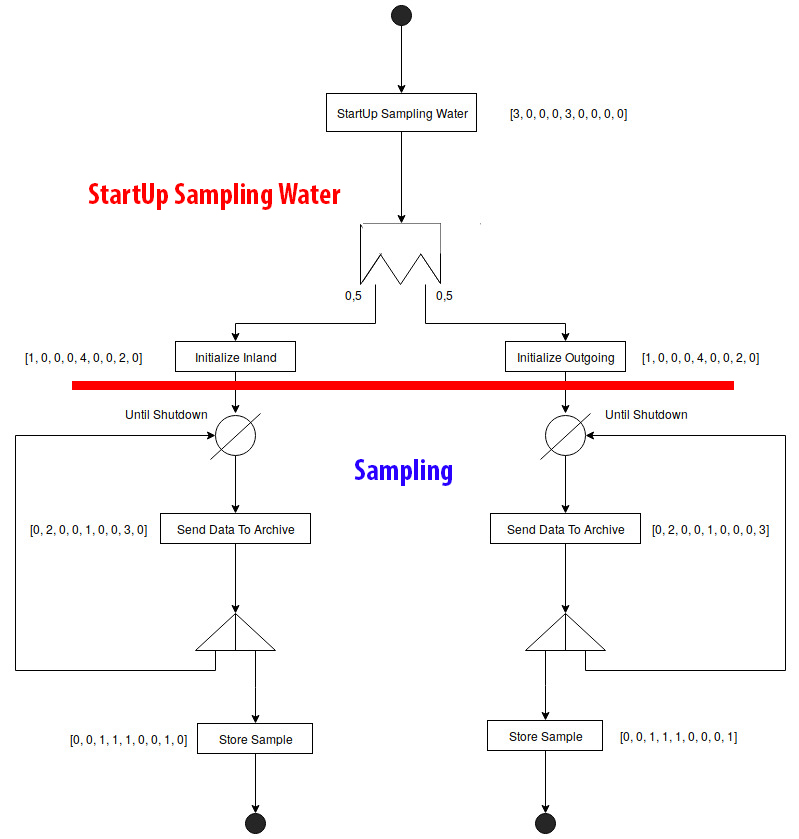 StartUp Sampling Water
[3, 0, 0, 0, 3, 0, 0, 0, 0]
StartUp Sampling Water
0,5
0,5
[1, 0, 0, 0, 4, 0, 0, 2, 0]
Initialize Inland
Initialize Outgoing
[1, 0, 0, 0, 4, 0, 0, 2, 0]
Until Shutdown
Until Shutdown
Sampling
[0, 2, 0, 0, 1, 0, 0, 3, 0]
Send Data To Archive
Send Data To Archive
[0, 2, 0, 0, 1, 0, 0, 0, 3]
[0, 0, 1, 1, 1, 0, 0, 1, 0]
Store Sample
Store Sample
[0, 0, 1, 1, 1, 0, 0, 0, 1]